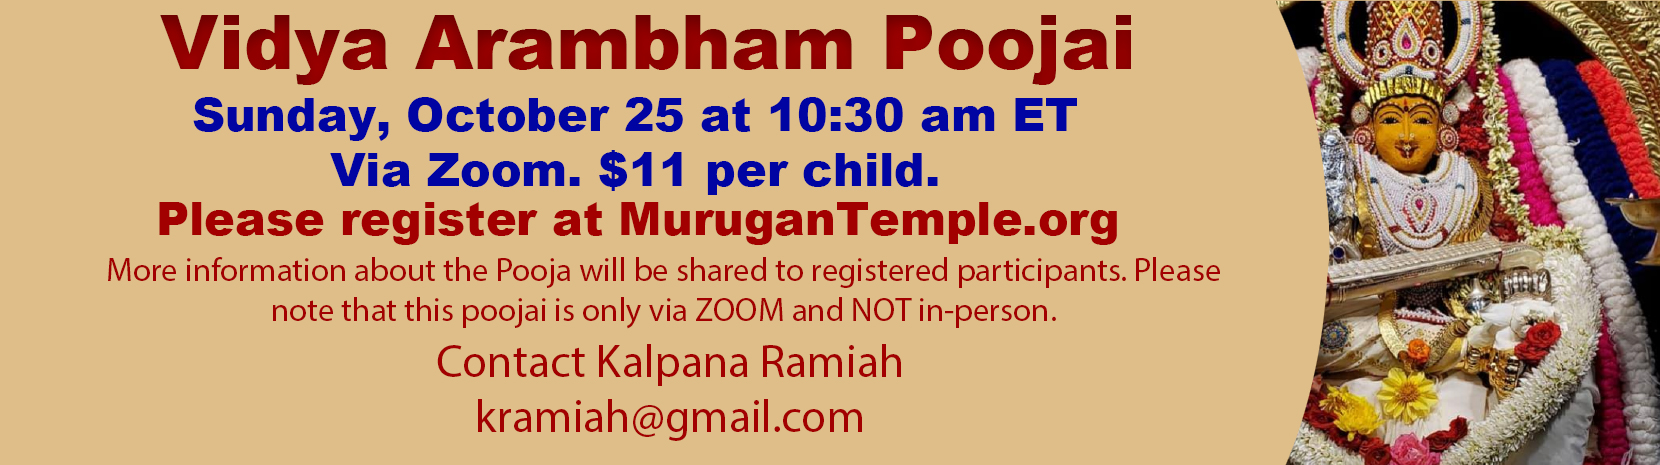 Vidya Arambham Poojai
Sunday, October 25 at 10:30 am ET
Via Zoom. $11 per child.
Please register at MuruganTemple.org
More information about the Pooja will be shared to registered participants. Please
note that this poojai is only via ZOOM and NOT in-person.
Contact Kalpana Ramiah
kramiah@gmail.com